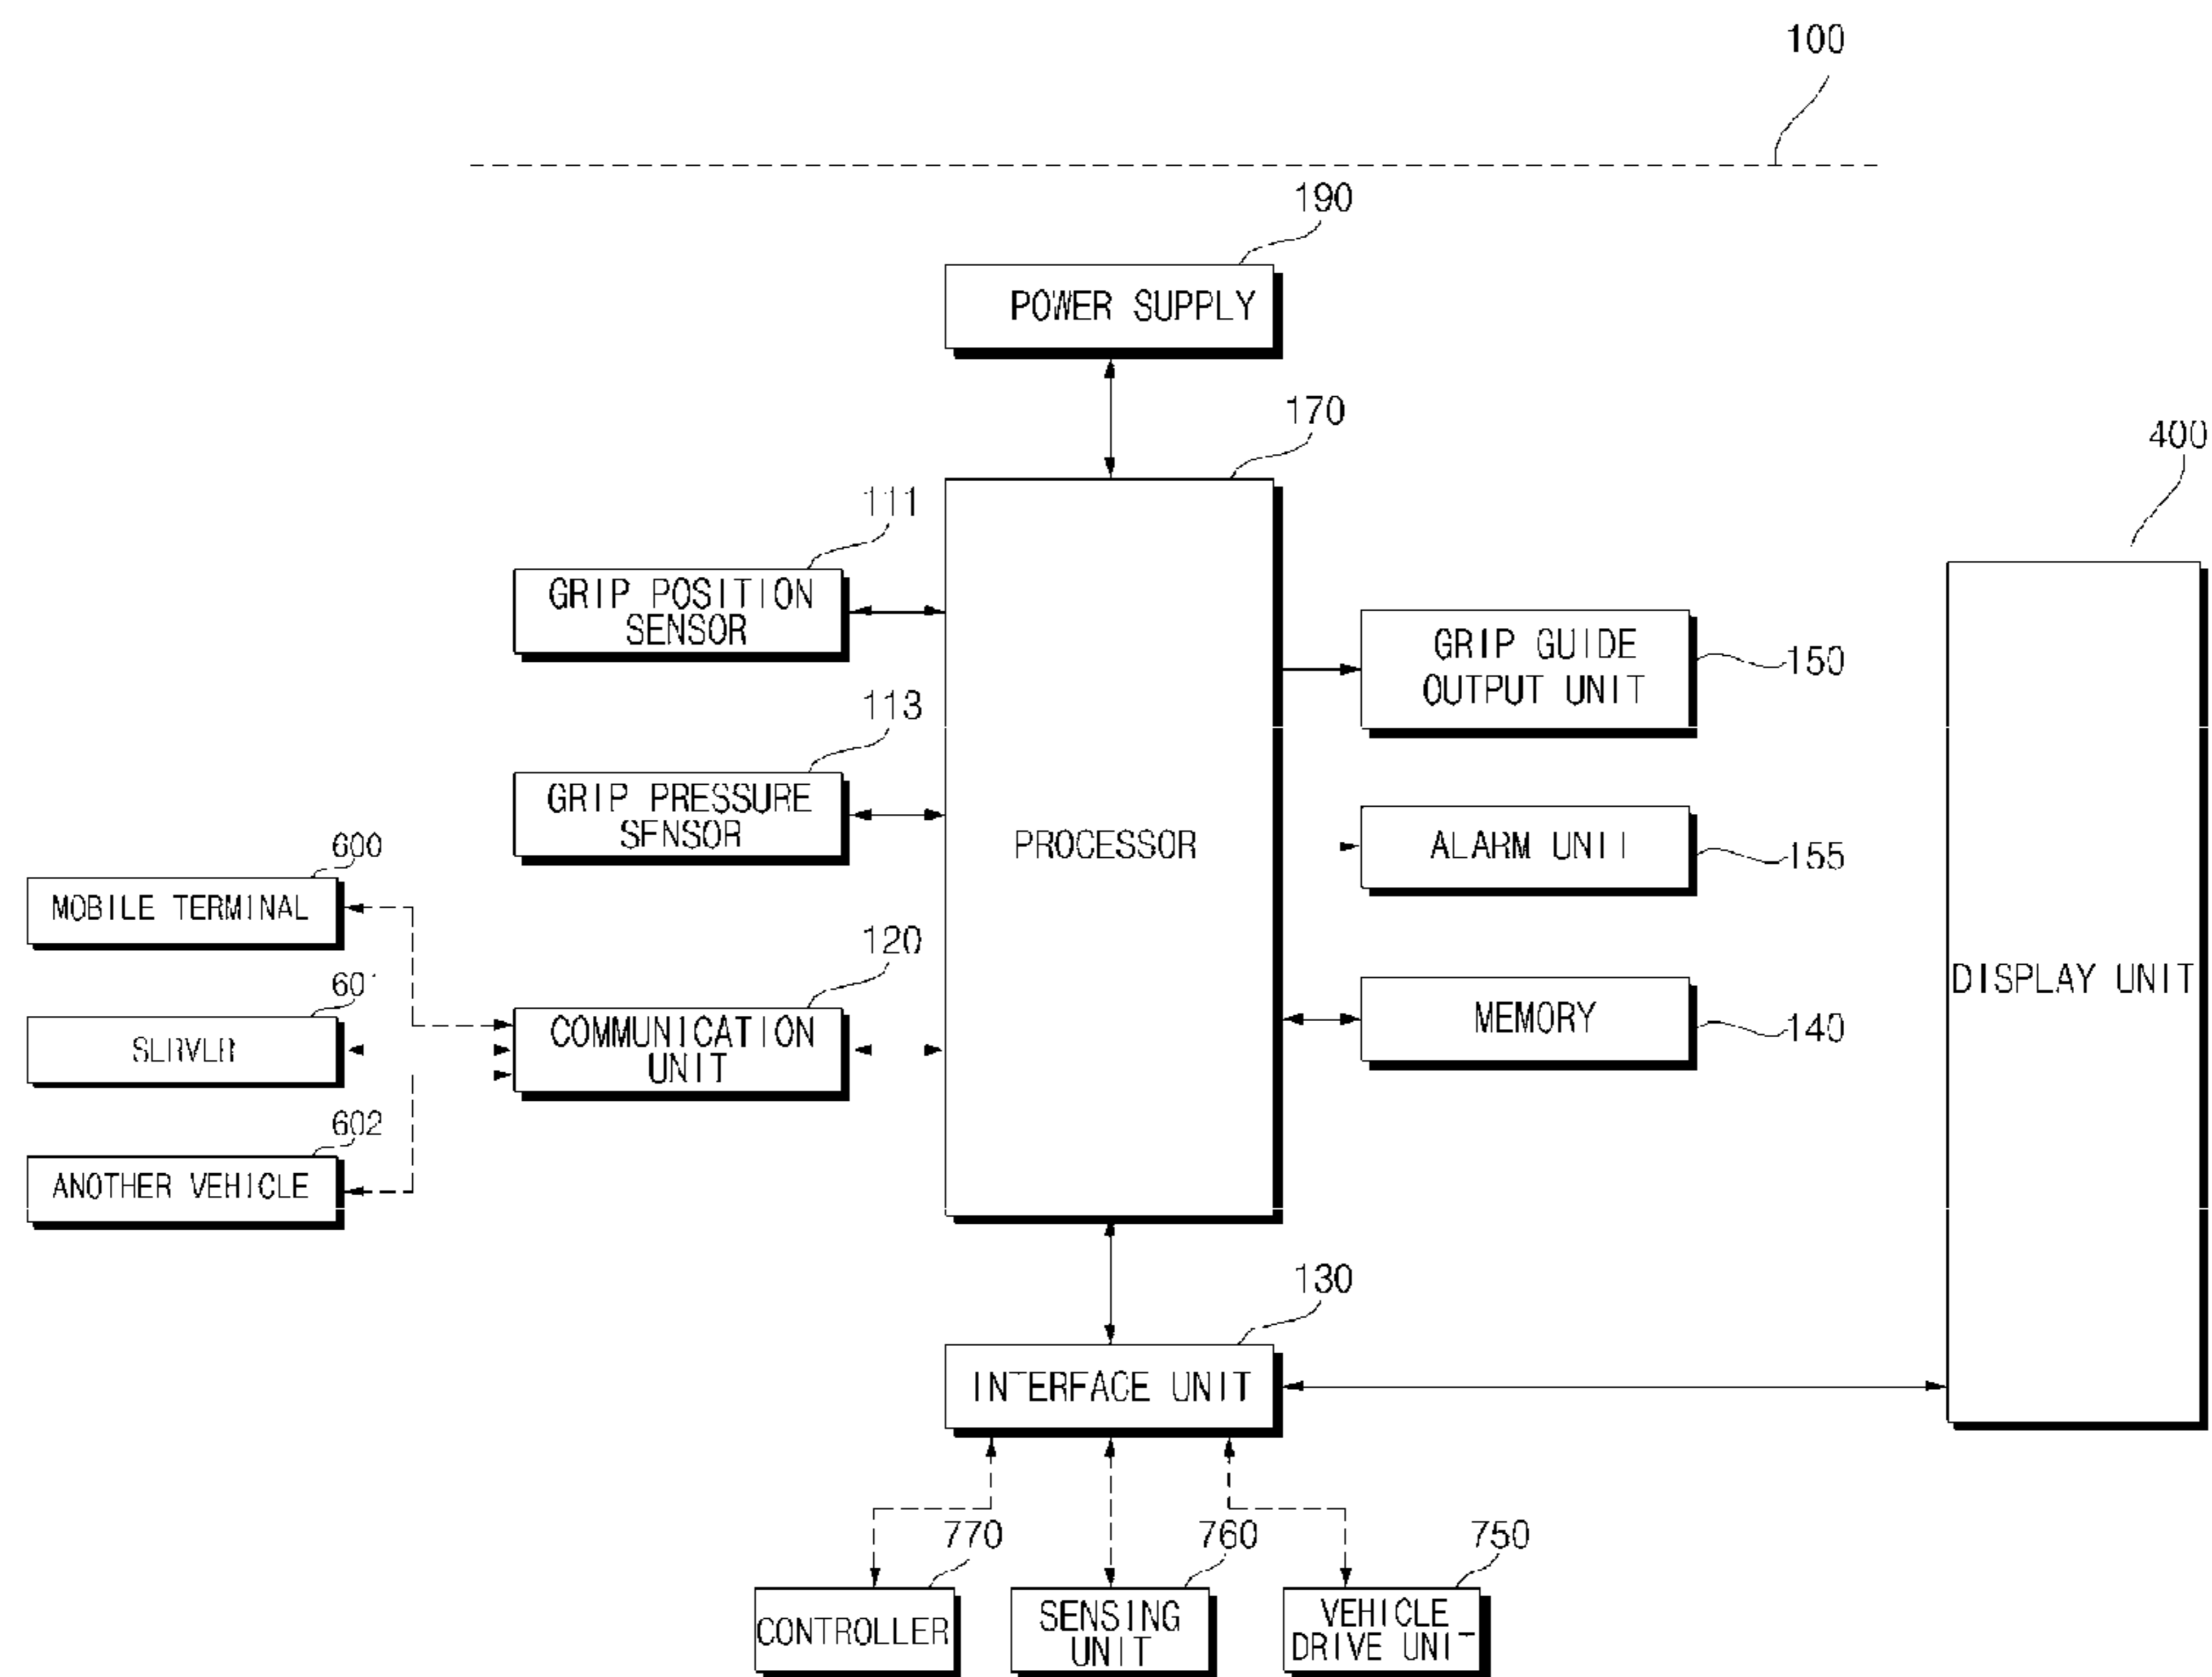 100
190
POWER SUPPLY
170
400
111
GRIP POSITION
SENSOR
GRIP GUIDE
OUTPUT UNIT
150
113
GRIP PRESSURE
SENSOR
PROCESSOR
ALARM UNIT
155
600
MOBILE TERMINAL
120
DISPLAY UNIT
601
SERVER
COMMUNICATION
UNIT
MEMORY
140
602
ANOTHER VEHICLE
130
INTERFACE UNIT
770
760
750
CONTROLLER
SENSING
UNIT
VEHICLE
DRIVE UNIT